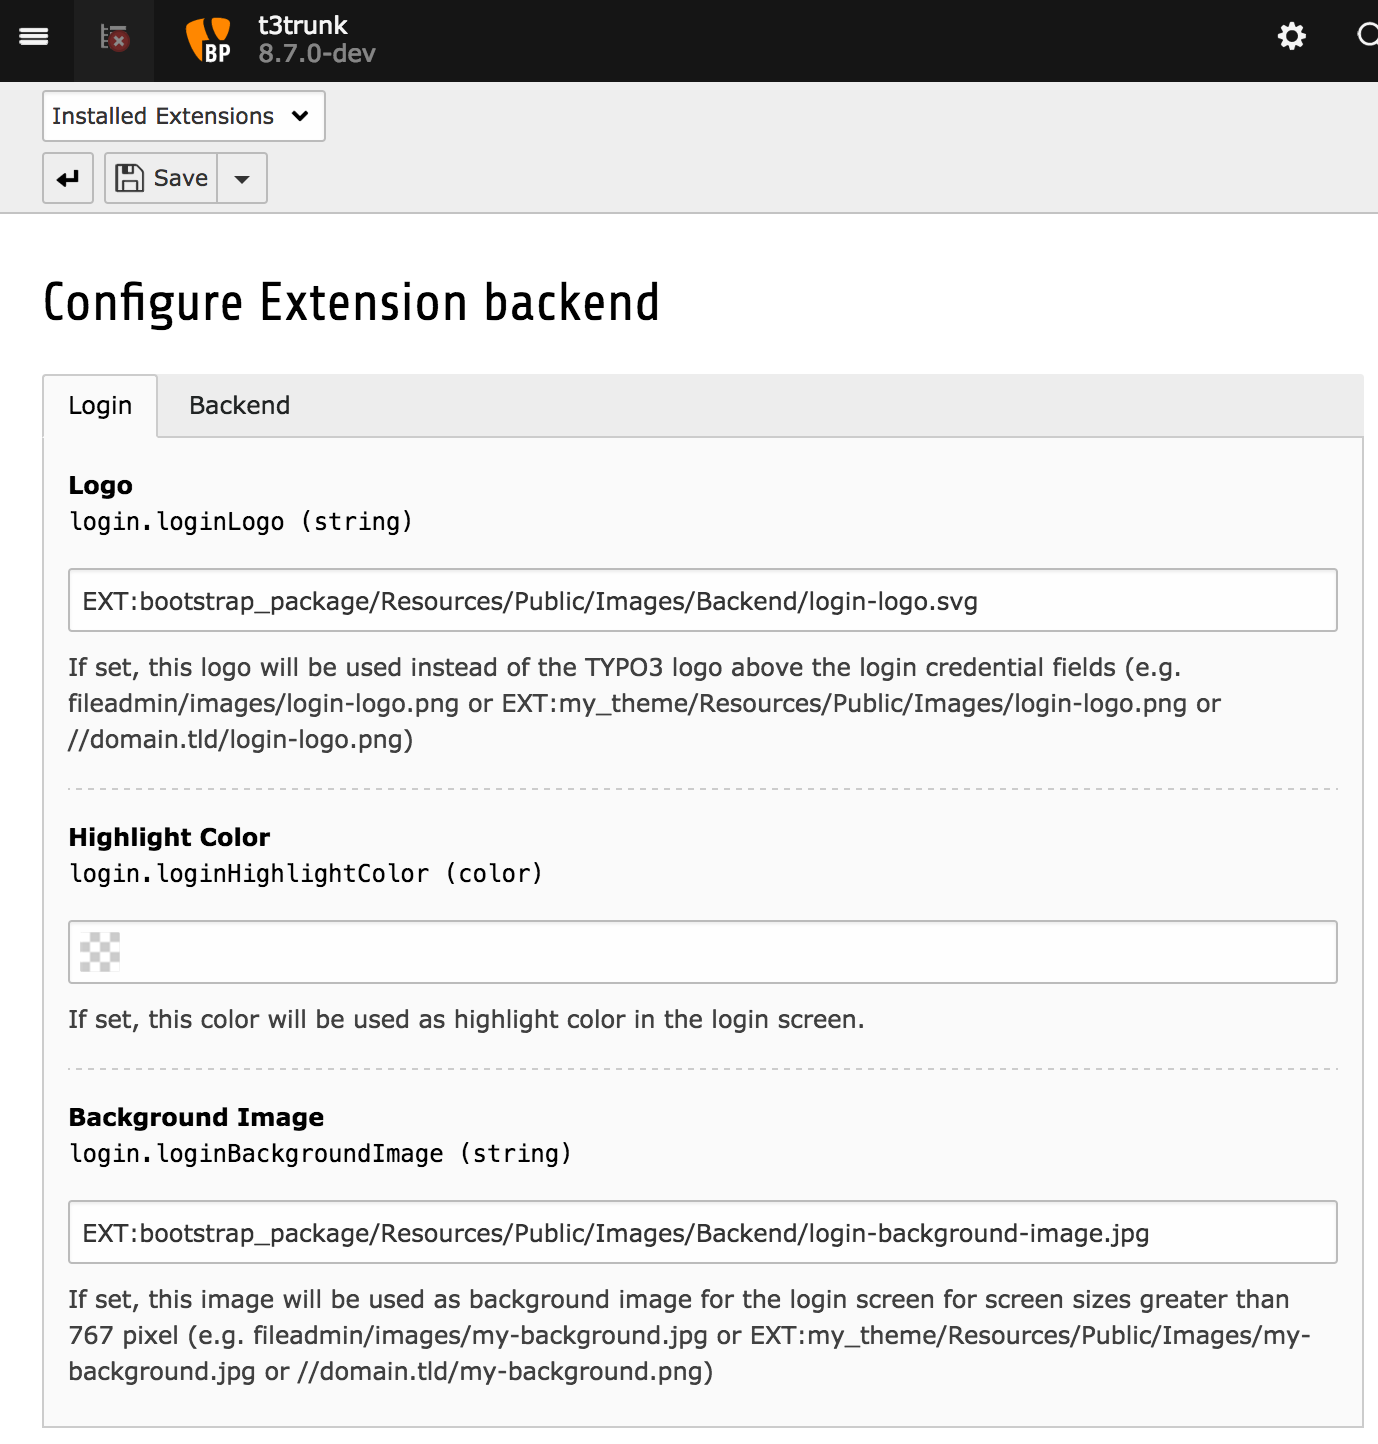 BP
t3trunk
8.7.0-dev
Installed Extensions
Save
Configure Extension backend
Login Backend
Logo
login.loginLogo (string)
EXT:bootstrap_package/Resources/Public/Images/Backend/login-logo.svg
If set, this logo will be used instead of the TYPO3 logo above the login credential fields (e.g.
fileadmin/images/login-logo.png or EXT:my_theme/Resources/Public/Images/login-logo.png or
//domain.tld/login-logo.png)
Highlight Color
login.loginHighlightColor (color)
If set, this color will be used as highlight color in the login screen.
Background Image
login.loginBackgroundImage (string)
EXT:bootstrap_package/Resources/Public/Images/Backend/login-background-image.jpg
If set, this image will be used as background image for the login screen for screen sizes greater than
767 pixel (e.g. fileadmin/images/my-background.jpg or EXT:my_theme/Resources/Public/Images/my-
background.jpg or //domain.tld/my-background.png)